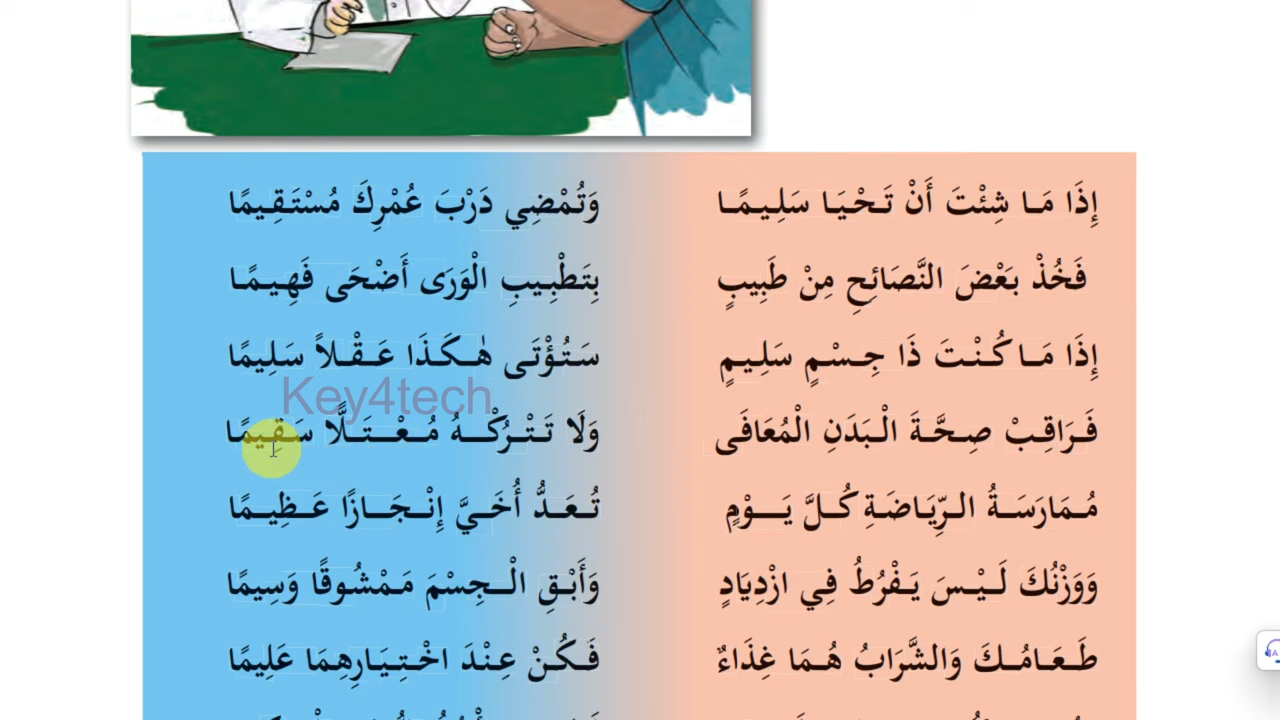 إِذَا مَا شِئْتَ أَنْ تَحْيَا سَلِيمًا وَتُمْضِي دَرْبَ عُمْرِكَ مُسْتَقِيمًا
فَخُذْ بَعْضَ النَّصَائِحِ مِنْ طَبِيبٍ بِتَطْبِيبِ الْوَرَى أَضْحَى فَهِيمًا
إِذَا مَا كُنْتَ ذَا جِسْمٍ سَلِيمٍ سَتُؤْتَى هٰكَذَا عَقْلاً سَلِيمًا
Key4tech
فَرَاقِبْ صِحَّةَ الْبَدَنِ الْمُعَافَى وَلَا تَتْرُكْهُ مُعْتَلًّا سَقِيمًا
مُمَارَسَةُ الرِّيَاضَةِ كُلَّ يَوْمٍ تُعَدُّ أُخَيَّ إِنْجَازًا عَظِيمًا
وَوَزْنُكَ لَيْسَ يَفْرُطُ فِي ازْدِيَادٍ وَأَبْقِ الْجِسْمَ مَمْشُوقًا وَسِيمًا
طَعَامُكَ وَالشَّرَابُ هُمَا غِذَاءٌ فَكُنْ عِنْدَ اخْتِيَارِهِمَا عَلِيمًا